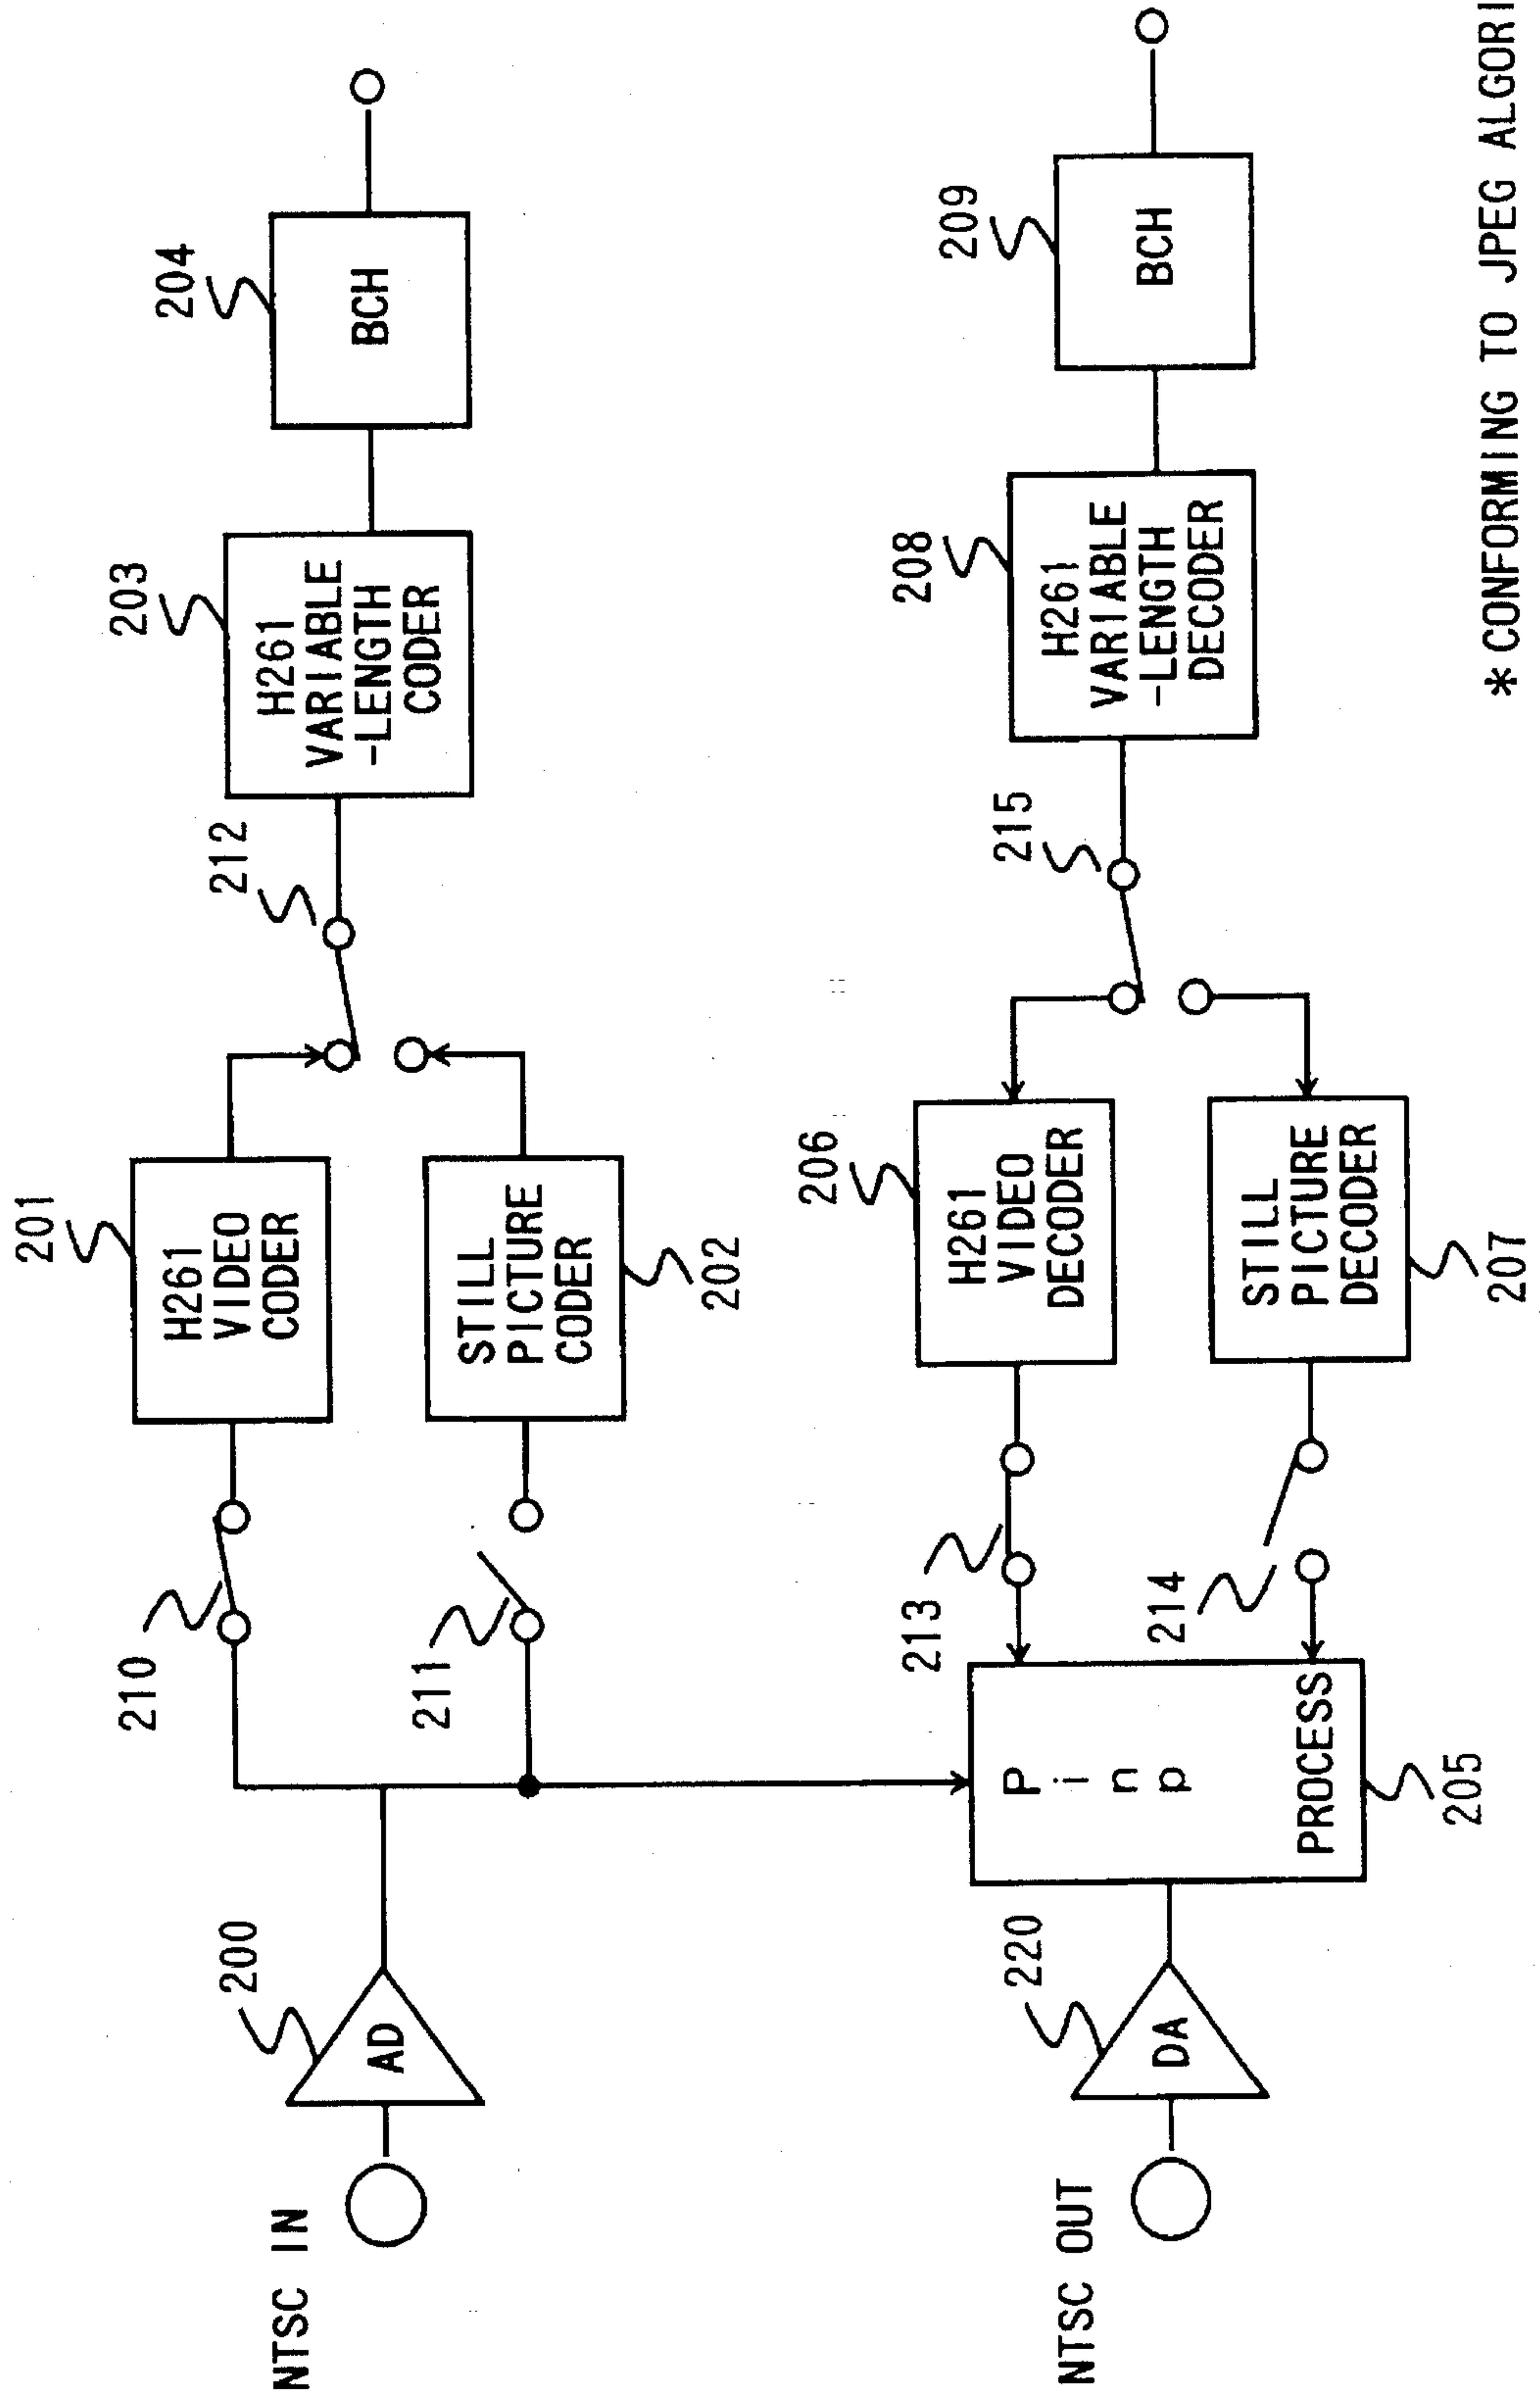 NTSC IN
200
AD
210
211
201
H261
VIDEO
CODER
STILL
PICTURE
CODER
202
212
203
H261
VARIABLE
-LENGTH
CODER
204
BCH
NTSC OUT
220
DA
P
i
n
p
PROCESS
205
213
214
206
H261
VIDEO
DECODER
STILL
PICTURE
DECODER
207
215
208
H261
VARIABLE
-LENGTH
DECODER
209
BCH
*CONFORMING TO JPEG ALGORI